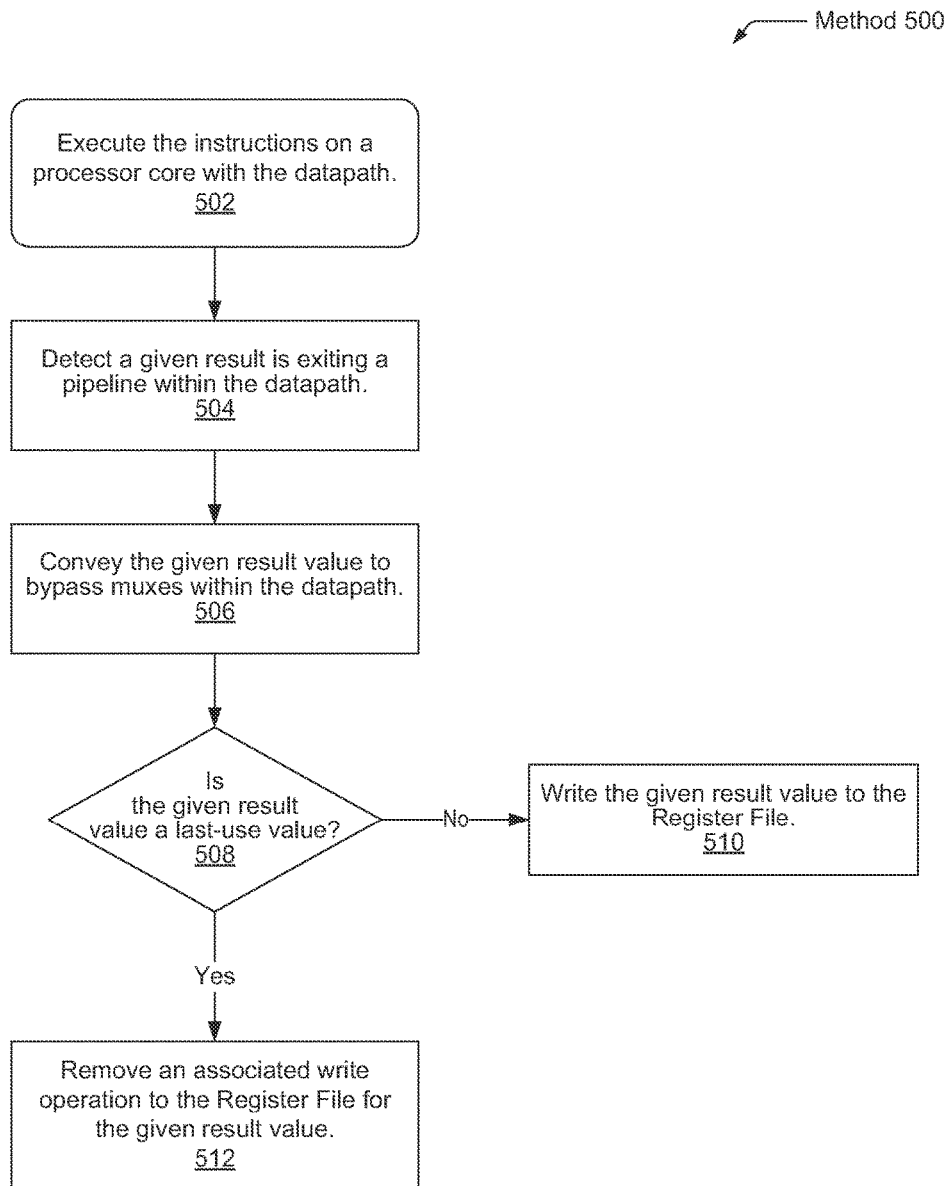 Method 500
Execute the instructions on a
processor core with the datapath.
502
Detect a given result is exiting a
pipeline within the datapath.
504
Convey the given result value to
bypass muxes within the datapath.
506
Is
the given result
value a last-use value?
508
No
Write the given result value to the
Register File.
510
Yes
Remove an associated write
operation to the Register File for
the given result value.
512